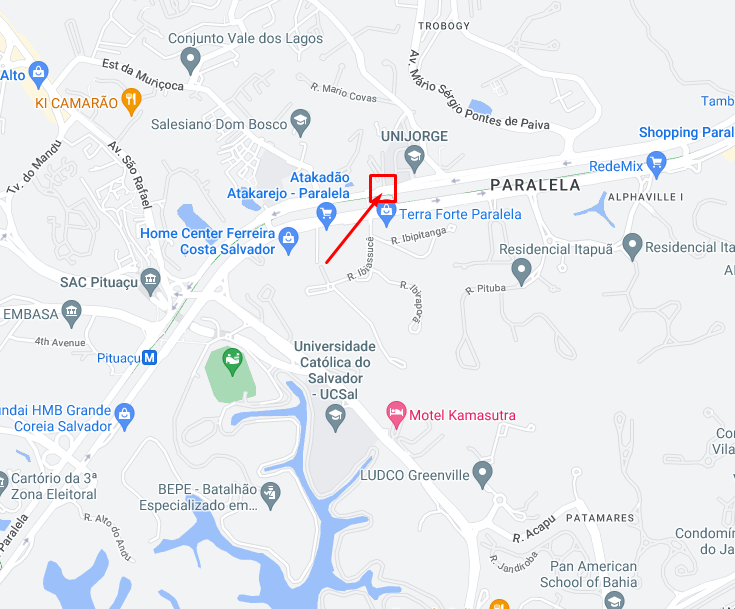 TROBOGY
Conjunto Vale dos Lagos
Est da Muriçoca
Alto
R. Mario Covas
Av. Mário Sérgio Pontes de Paiva
KI CAMARÃO
Tamb
Salesiano Dom Bosco
UNIJORGE
Shopping Paral
Tv. do Mandu
Av. São Rafael
Atakadão
Atakarejo - Paralela
RedeMix
PARALELA
ALPHAVILLE I
Terra Forte Paralela
Home Center Ferreira
Costa Salvador
R. Ibipitanga
R. Ibiassucê
Residencial Itapuã
Residencial Ita
SAC Pituaçu
R. Pituba
EMBASA
4th Avenue
Pituaçu
M
Universidade
Católica do
Salvador
- UCSal
undai HMB Grande
Coreia Salvador
Motel Kamasutra
Co
Vila
Cartório da 3ª
Zona Eleitoral
LUDCO Greenville
BEPE - Batalhão
Especializado em...
R. Alto do Andu
Paralela
R. Acapu
PATAMARES
Condomín
do Ja
R. Jandiroba
Pan American
School of Bahia